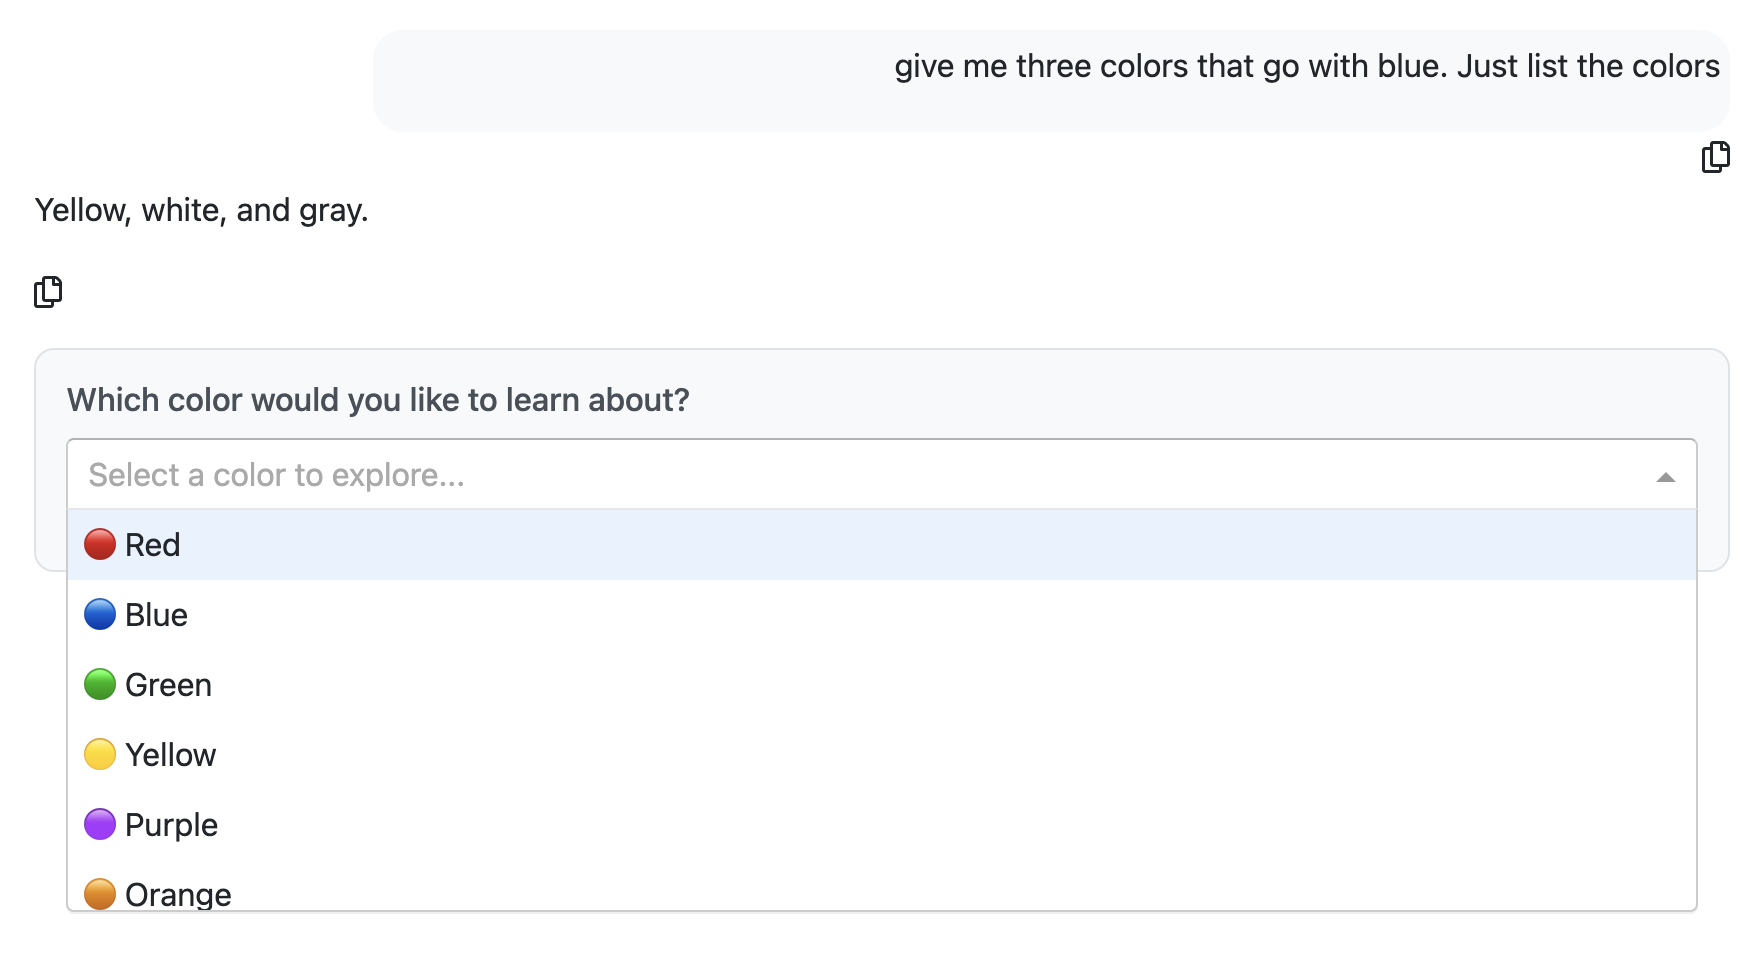 give me three colors that go with blue. Just list the colors
Yellow, white, and gray.
Which color would you like to learn about?
Select a color to explore...
Red
Blue
Green
Yellow
Purple
Orange